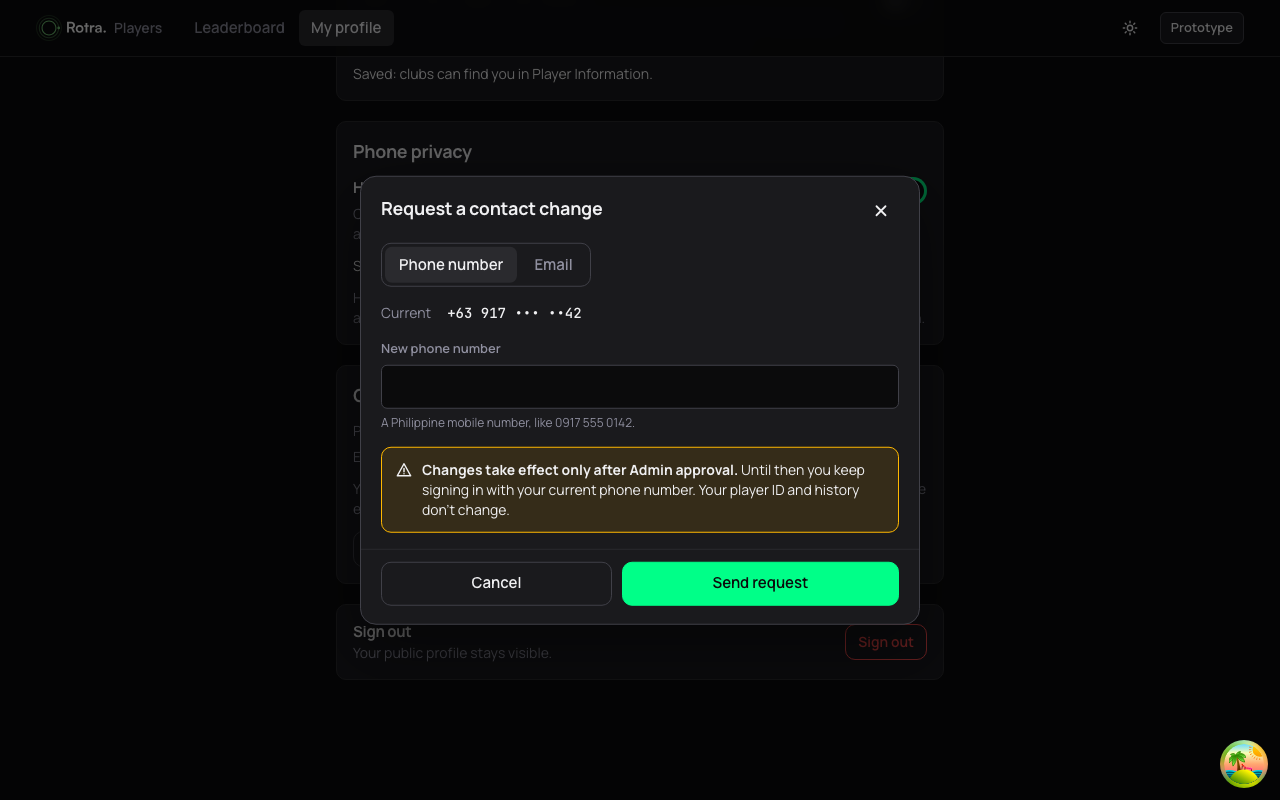 Rotra. Players Leaderboard My profile Prototype
Saved: clubs can find you in Player Information.
Phone privacy
Request a contact change
Phone number Email
Current +63 917 ••• ••42
New phone number
A Philippine mobile number, like 0917 555 0142.
Changes take effect only after Admin approval. Until then you keep
signing in with your current phone number. Your player ID and history
don't change.
Cancel Send request
Sign out
Your public profile stays visible.
Sign out